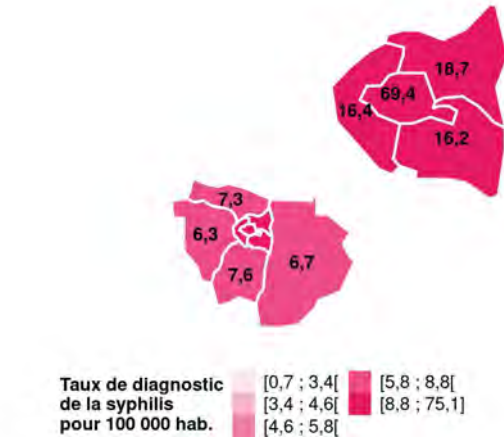 18,7
69,4
16,4
16,2
7,3
6,3
6,7
7,6
Taux de diagnostic
de la syphilis
pour 100 000 hab.
[0,7 ; 3,4[
[3,4 ; 4,6[
[4,6 ; 5,8[
[5,8 ; 8,8[
[8,8 ; 75,1]